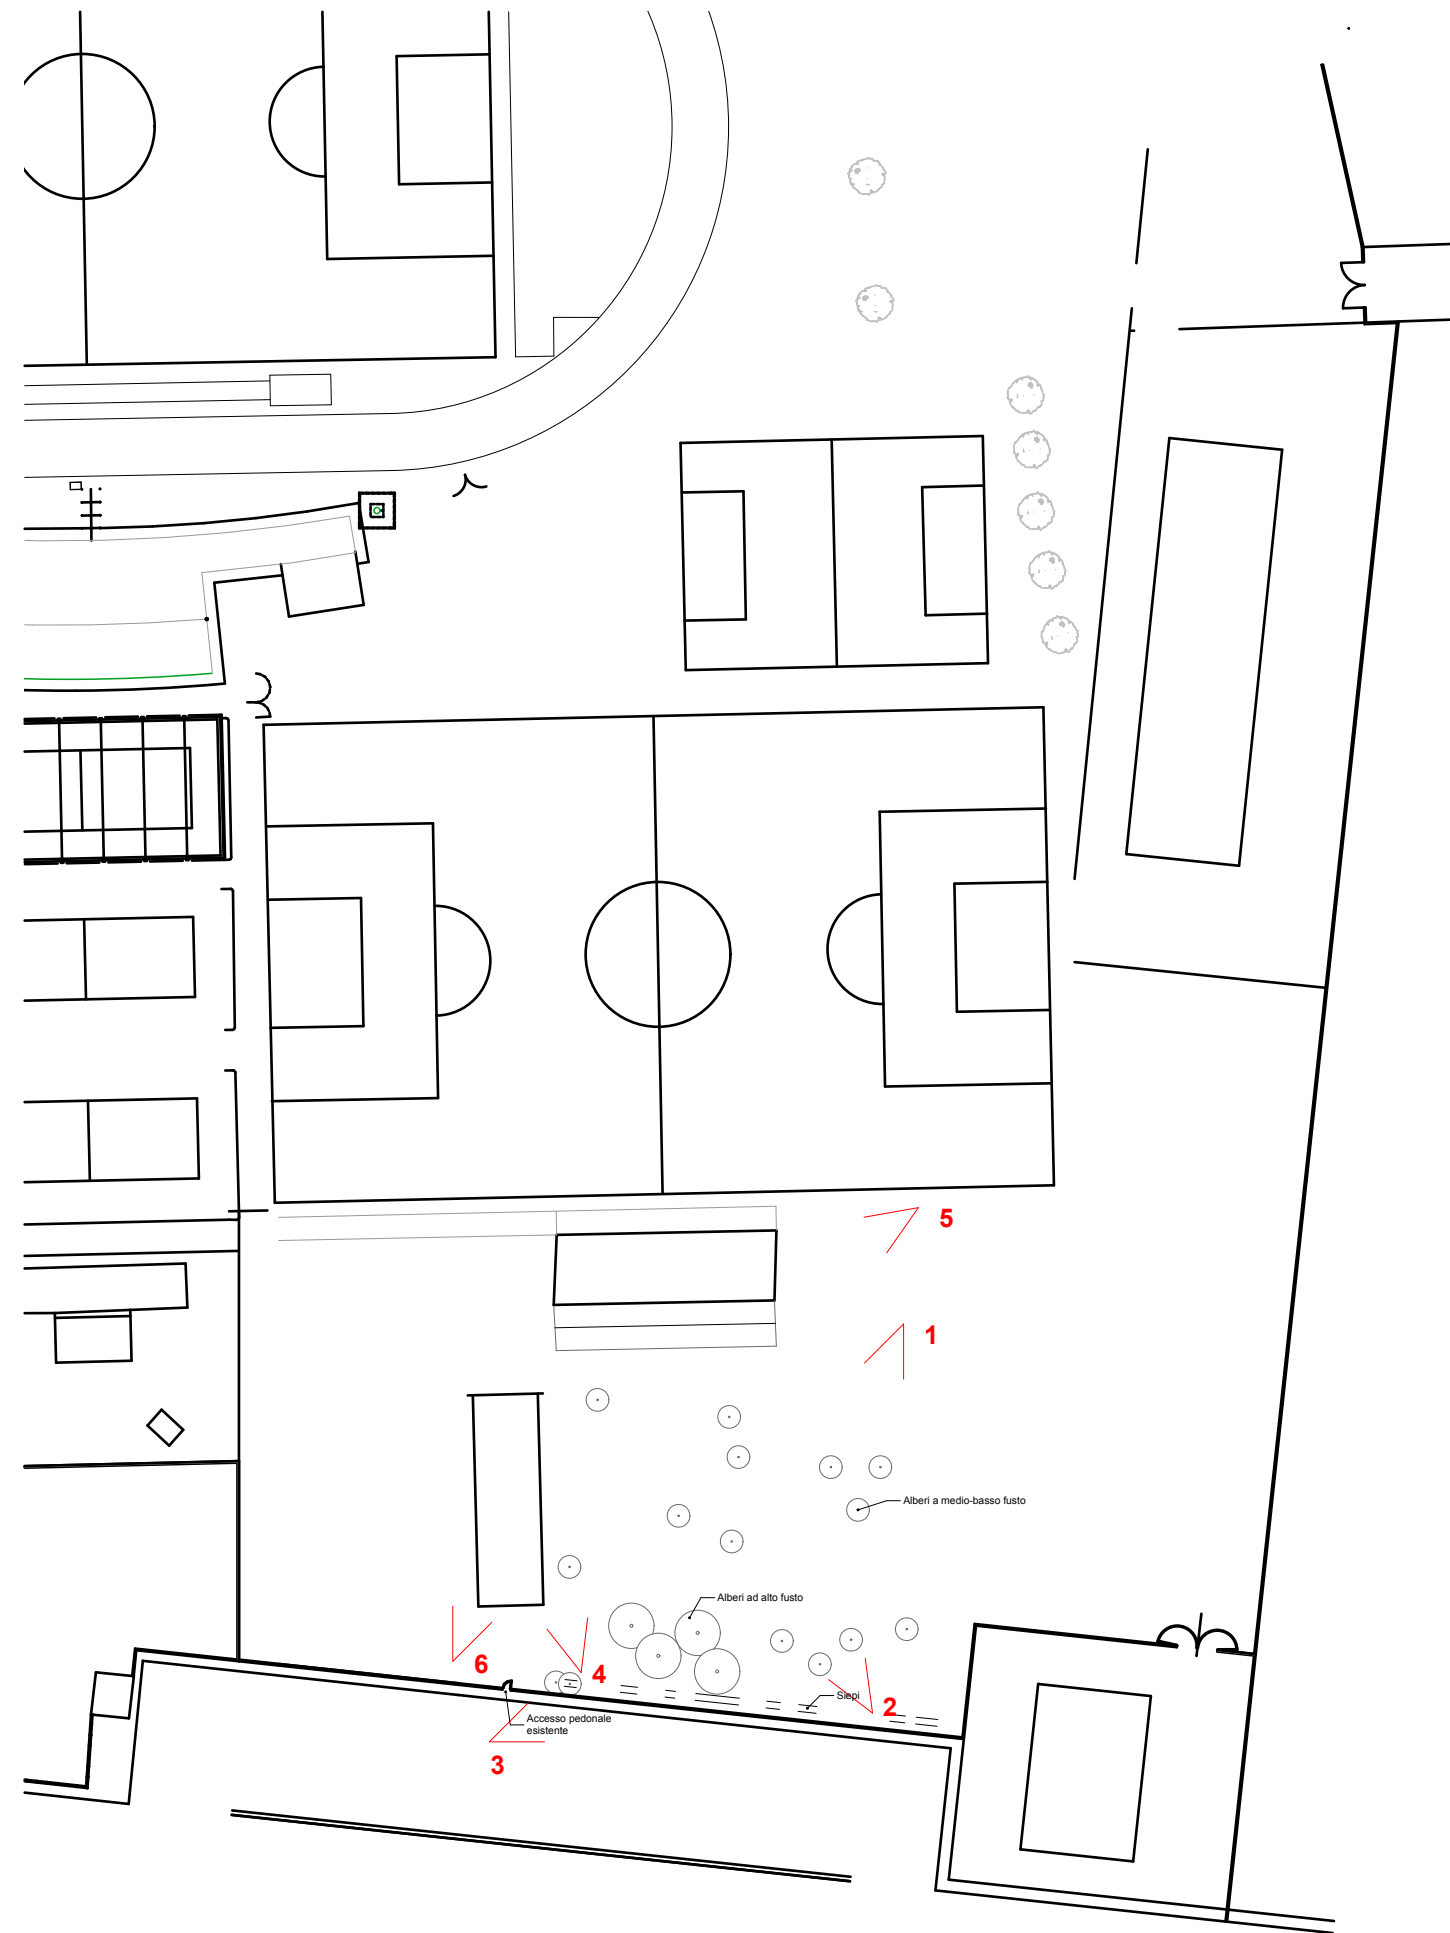 5
1
Alberi a medio-basso fusto
Alberi ad alto fusto
6
4
Siepi
2
Accesso pedonale
esistente
3